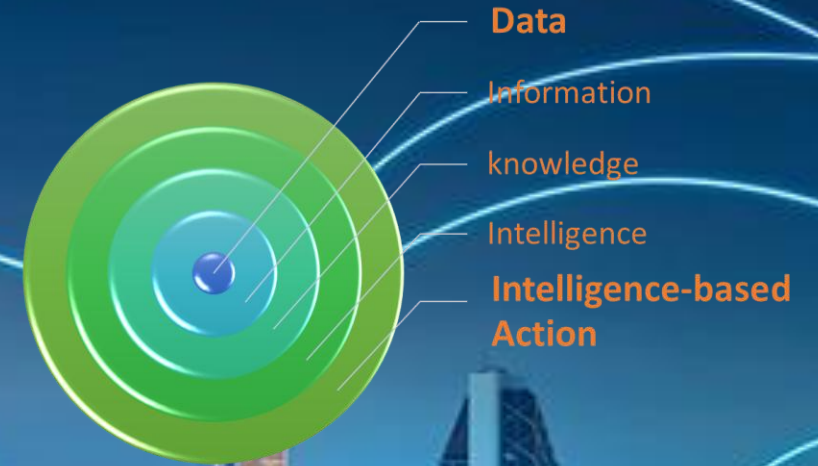 Data
Information
knowledge
Intelligence
Intelligence-based
Action